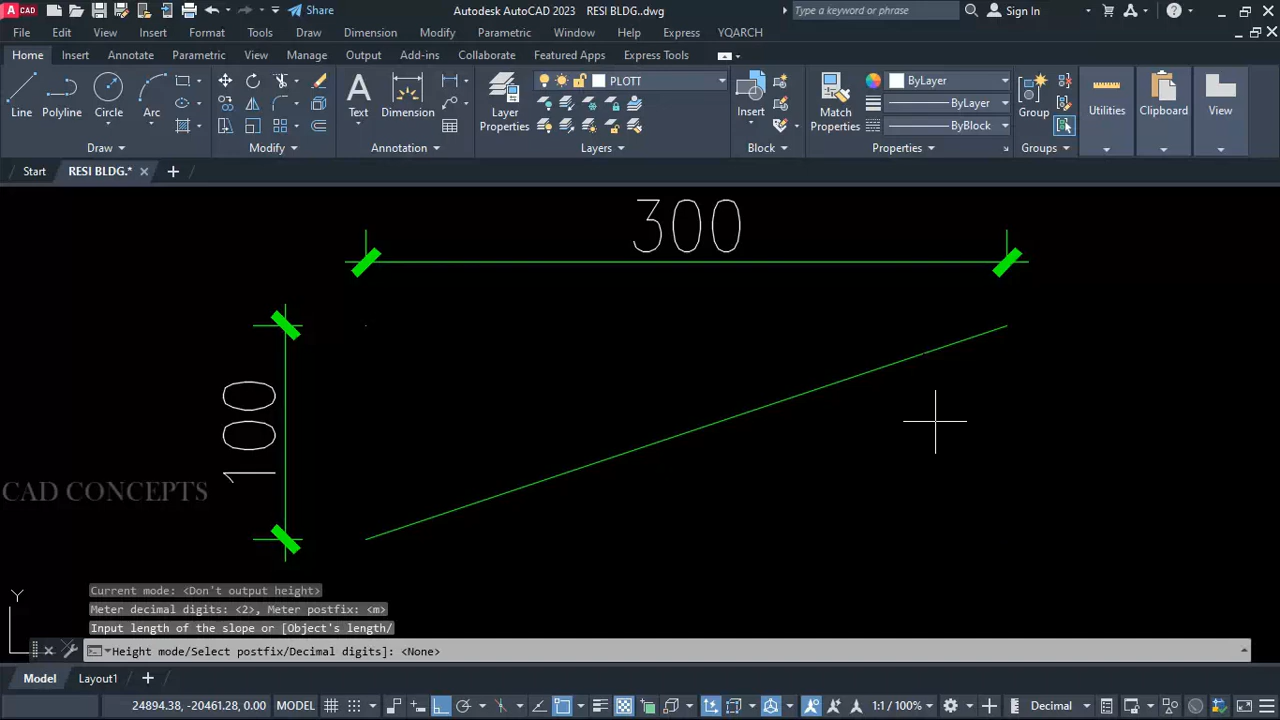 CAD
Share
Autodesk AutoCAD 2023 RESI BLDG..dwg
Type a keyword or phrase
Sign In
File Edit View Insert Format Tools Draw Dimension Modify Parametric Window Help Express YQARCH
Home Insert Annotate Parametric View Manage Output Add-ins Collaborate Featured Apps Express Tools
Line Polyline Circle Arc
Text Dimension
Layer Properties
PLOTT
Insert
Match Properties
ByLayer
ByLayer
ByBlock
Group
Utilities
Clipboard
View
Draw Modify Annotation Layers Block Properties Groups
Start RESI BLDG.*
300
100
CAD CONCEPTS
Y
Current mode: <Don't output height>
Meter decimal digits: <2>, Meter postfix: <m>
Input length of the slope or [Object's length/
Height mode/Select postfix/Decimal digits]: <None>
Model Layout1
24894.38, -20461.28, 0.00 MODEL 1:1 / 100% Decimal